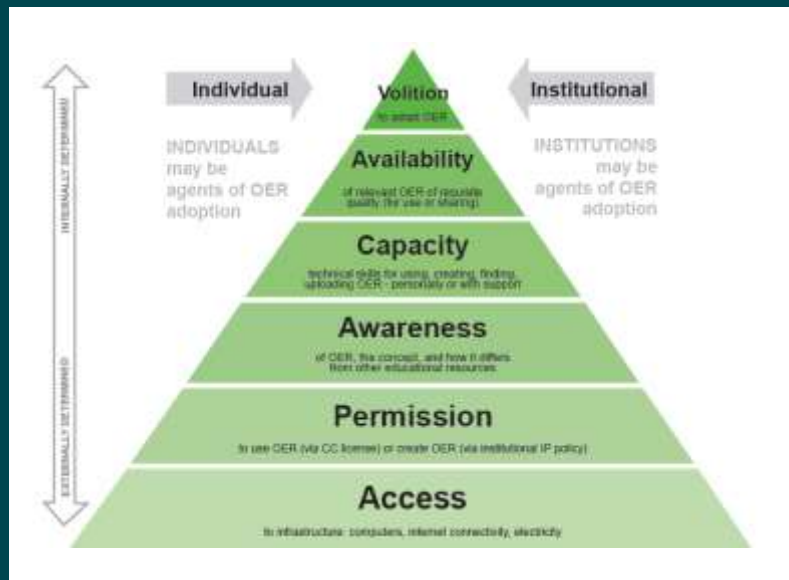 Individual
Institutional
INDIVIDUALS
may be
agents of OER
adoption
INSTITUTIONS
may be
agents of OER
adoption
INTERNALLY DETERMINED
EXTERNALLY DETERMINED
Volition
to adopt OER
Availability
of relevant OER of requisite
quality (for use or sharing)
Capacity
technical skills for using, creating, finding,
uploading OER - personally or with support
Awareness
of OER, the concept, and how it differs
from other educational resources
Permission
to use OER (via CC license) or create OER (via institutional IP policy)
Access
to infrastructure: computers, internet connectivity, electricity